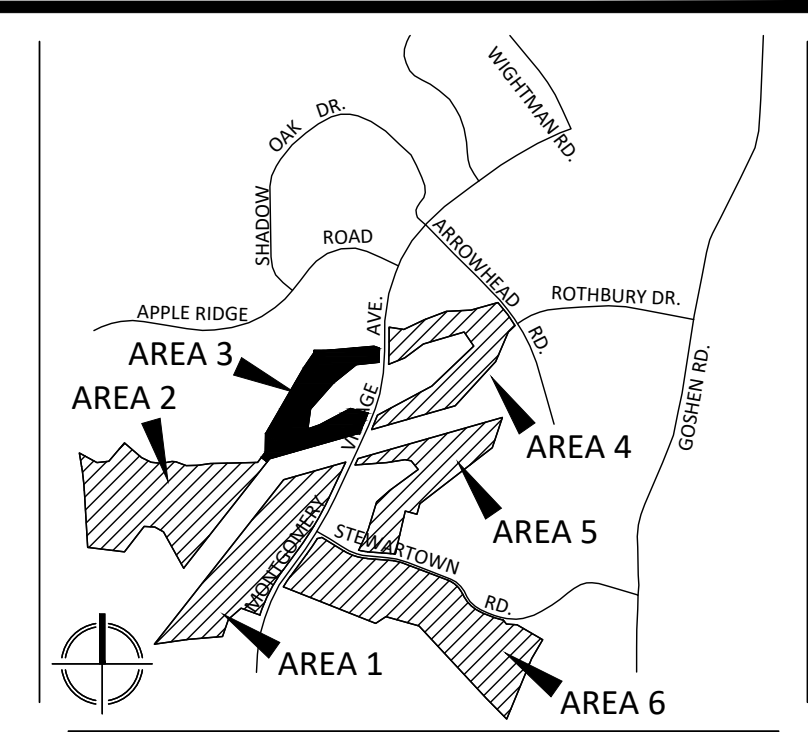 WIGHTMAN RD.
SHADOW OAK DR.
ARROWHEAD RD.
APPLE RIDGE ROAD
ROTHBURY DR.
GOSHEN RD.
MONTGOMERY VILLAGE AVE.
STEWARTOWN RD.
AREA 3
AREA 2
AREA 4
AREA 5
AREA 1
AREA 6